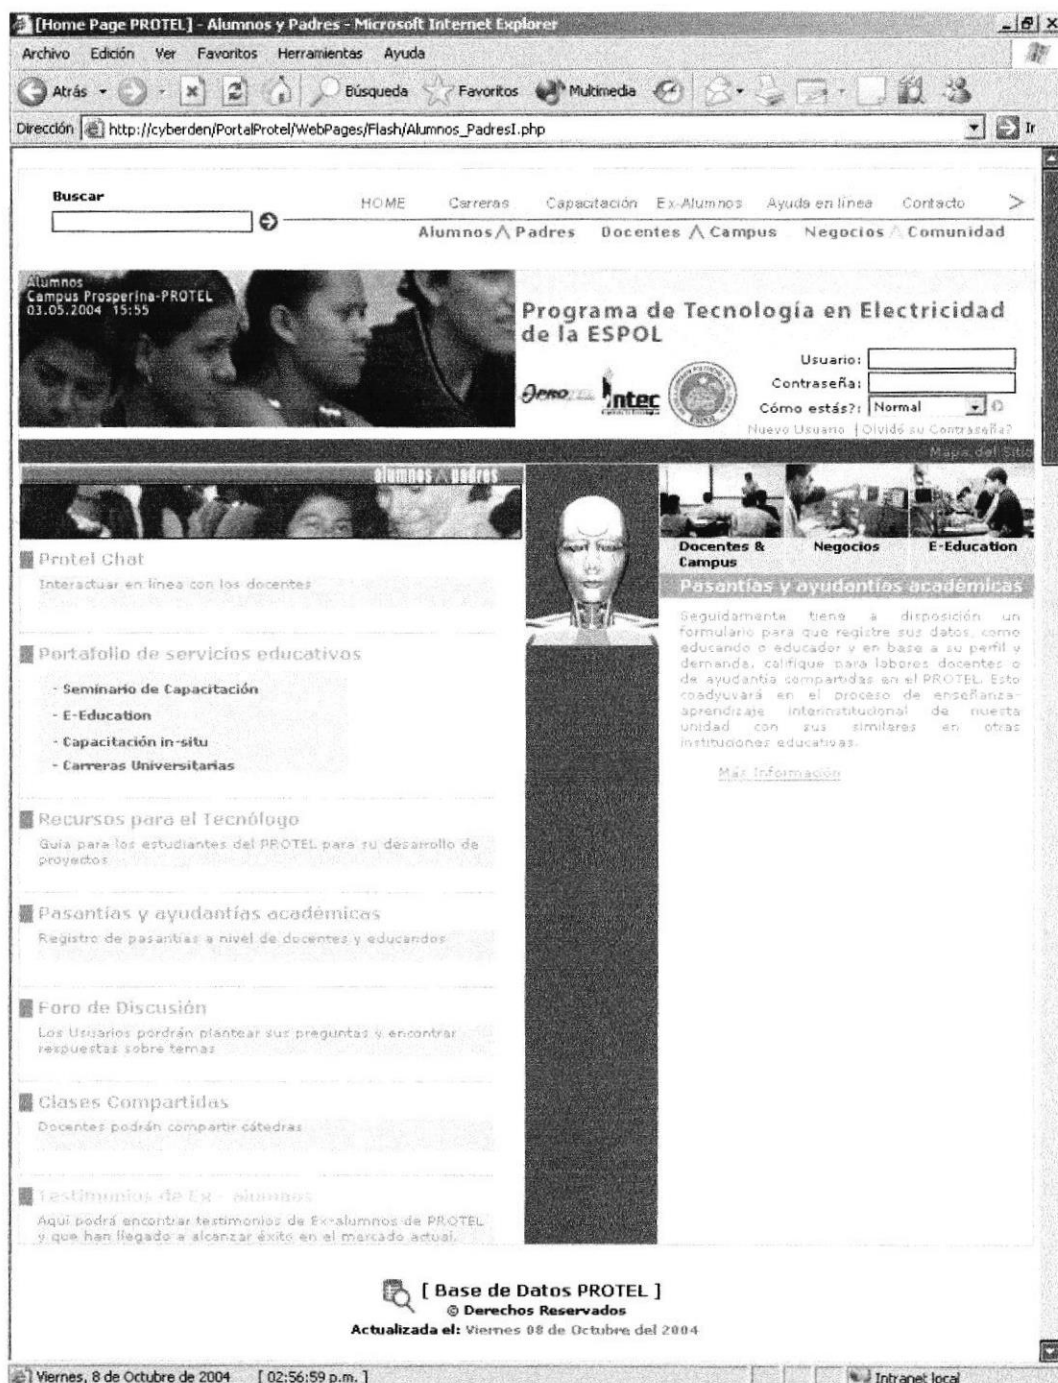 [Home Page PROTEL] - Alumnos y Padres - Microsoft Internet Explorer
Archivo Edición Ver Favoritos Herramientas Ayuda
Atrás Búsqueda Favoritos Multimedia
Dirección http://cyberden/PortalProtel/WebPages/Flash/Alumnos_PadresI.php Ir
Buscar
HOME Carreras Capacitación Ex-Alumnos Ayuda en línea Contacto >
Alumnos Padres Docentes Campus Negocios Comunidad
Alumnos
Campus Prosperina-PROTEL
03.05.2004 15:55
Programa de Tecnología en Electricidad
de la ESPOL
PROTEL intec ESPOL
Usuario:
Contraseña:
Cómo estás?: Normal
Nuevo Usuario | Olvidó su Contraseña?
Mapa del Sitio
alumnos padres
Protel Chat
Interactuar en línea con los docentes
Portafolio de servicios educativos
- Seminario de Capacitación
- E-Education
- Capacitación in-situ
- Carreras Universitarias
Recursos para el Tecnólogo
Guía para los estudiantes del PROTEL para su desarrollo de
proyectos
Pasantías y ayudantías académicas
Registro de pasantías a nivel de docentes y educandos
Foro de Discusión
Los Usuarios pordrán plantear sus preguntas y encontrar
respuestas sobre temas
Clases Compartidas
Docentes podrán compartir cátedras
Testimonios de Ex - alumnos
Aquí podrá encontrar testimonios de Ex-alumnos de PROTEL
y que han llegado a alcanzar éxito en el mercado actual.
Docentes &
Campus
Negocios
E-Education
Pasantías y ayudantías académicas
Seguidamente tiene a disposición un
formulario para que registre sus datos, como
educando o educador y en base a su perfil y
demanda, califique para labores docentes o
de ayudantía compartidas en el PROTEL. Esto
coadyuvará en el proceso de enseñanza-
aprendizaje interinstitucional de nuesta
unidad con sus similares en otras
instituciones educativas.
Más Información
[ Base de Datos PROTEL ]
© Derechos Reservados
Actualizada el: Viernes 08 de Octubre del 2004
Viernes, 8 de Octubre de 2004 [ 02:56:59 p.m. ] Intranet local